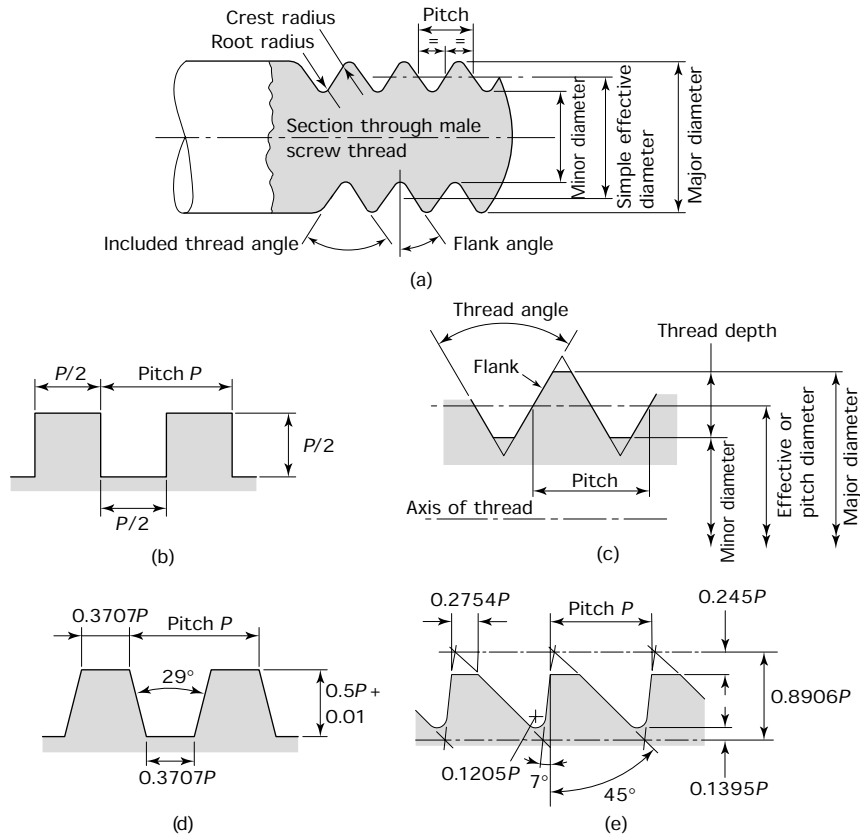 Crest radius
Root radius
Pitch
=
=
Section through male
screw thread
Minor diameter
Simple effective
diameter
Major diameter
Included thread angle
Flank angle
(a)
P/2
Pitch P
P/2
P/2
(b)
Thread angle
Thread depth
Flank
Pitch
Axis of thread
Minor diameter
Effective or
pitch diameter
Major diameter
(c)
0.3707P
Pitch P
29°
0.5P +
0.01
0.3707P
(d)
0.2754P
Pitch P
0.245P
0.8906P
0.1205P
7°
45°
0.1395P
(e)